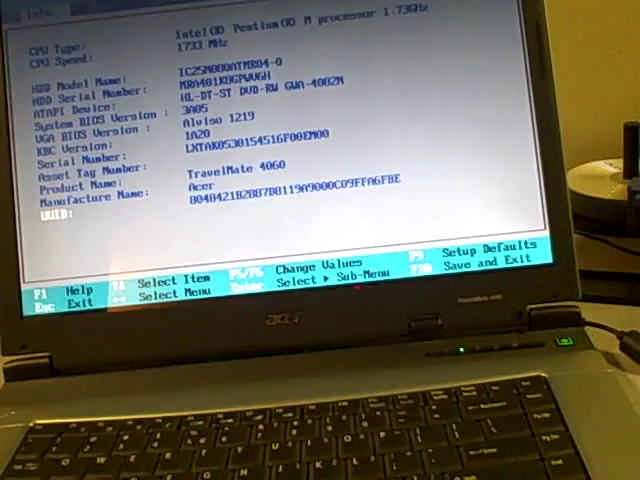 Info
CPU Type: Intel(R) Pentium(R) M processor 1.73GHz
CPU Speed: 1733 MHz
HDD Model Name: IC25N080ATMR04-0
HDD Serial Number:
ATAPI Device: HL-DT-ST DVD-RW GWA-4082N
System BIOS Version : 3A05
VGA BIOS Version : Alviso 1219
KBC Version: 1A20
Serial Number: LXTAK0530154516F00EM00
Asset Tag Number:
Product Name: TravelMate 4060
Manufacture Name: Acer
UUID:
F1 Help Select Item F5/F6 Change Values F9 Setup Defaults
Esc Exit Select Menu Enter Select ▸ Sub-Menu F10 Save and Exit
acer